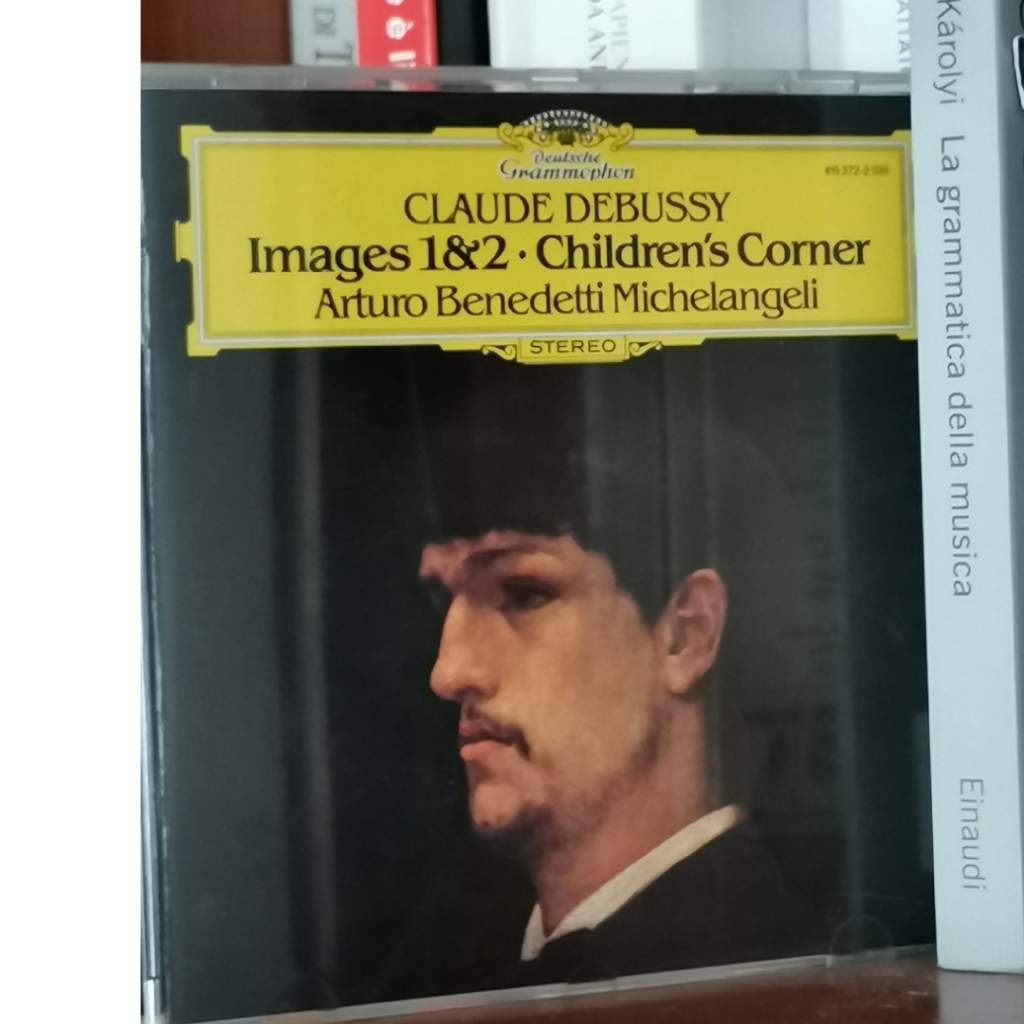 Deutsche
Grammophon
CLAUDE DEBUSSY
Images 1&2 · Children's Corner
Arturo Benedetti Michelangeli
STEREO
Károlyi La grammatica della musica Einaudi